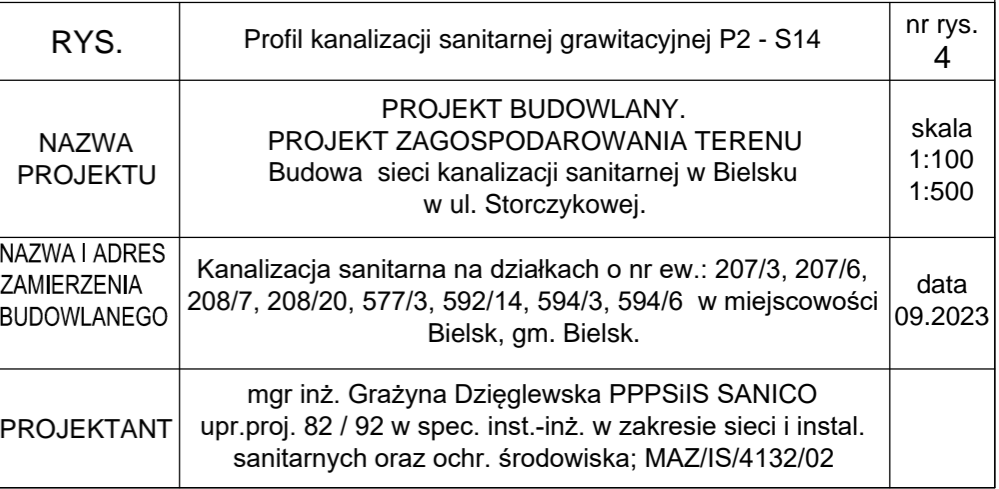 RYS.
Profil kanalizacji sanitarnej grawitacyjnej P2 - S14
nr rys.
4
NAZWA
PROJEKTU
PROJEKT BUDOWLANY.
PROJEKT ZAGOSPODAROWANIA TERENU
Budowa sieci kanalizacji sanitarnej w Bielsku
w ul. Storczykowej.
skala
1:100
1:500
NAZWA I ADRES
ZAMIERZENIA
BUDOWLANEGO
Kanalizacja sanitarna na działkach o nr ew.: 207/3, 207/6,
208/7, 208/20, 577/3, 592/14, 594/3, 594/6 w miejscowości
Bielsk, gm. Bielsk.
data
09.2023
PROJEKTANT
mgr inż. Grażyna Dzięglewska PPPSiIS SANICO
upr.proj. 82 / 92 w spec. inst.-inż. w zakresie sieci i instal.
sanitarnych oraz ochr. środowiska; MAZ/IS/4132/02